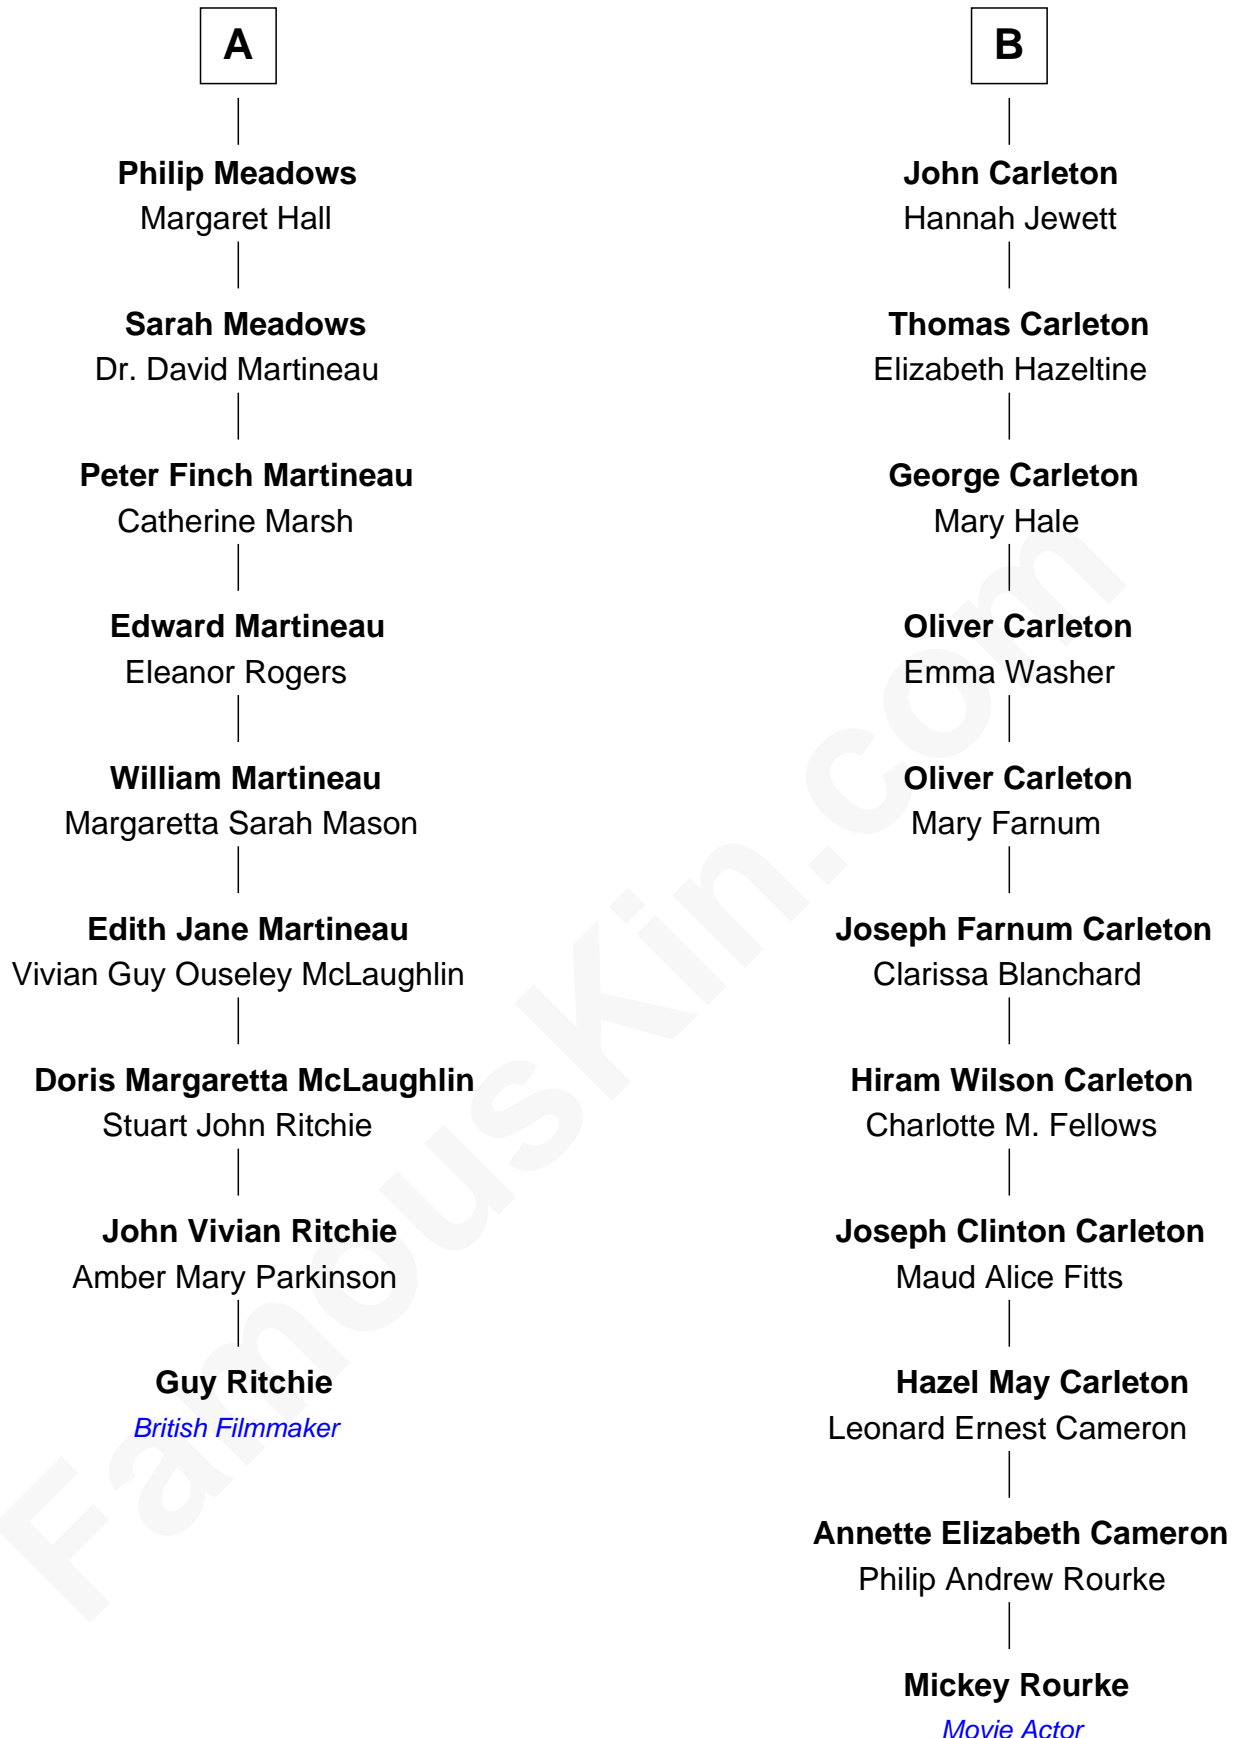 A
Philip Meadows
Margaret Hall
Sarah Meadows
Dr. David Martineau
Peter Finch Martineau
Catherine Marsh
Edward Martineau
Eleanor Rogers
William Martineau
Margaretta Sarah Mason
Edith Jane Martineau
Vivian Guy Ouseley McLaughlin
Doris Margaretta McLaughlin
Stuart John Ritchie
John Vivian Ritchie
Amber Mary Parkinson
Guy Ritchie
British Filmmaker
B
John Carleton
Hannah Jewett
Thomas Carleton
Elizabeth Hazeltine
George Carleton
Mary Hale
Oliver Carleton
Emma Washer
Oliver Carleton
Mary Farnum
Joseph Farnum Carleton
Clarissa Blanchard
Hiram Wilson Carleton
Charlotte M. Fellows
Joseph Clinton Carleton
Maud Alice Fitts
Hazel May Carleton
Leonard Ernest Cameron
Annette Elizabeth Cameron
Philip Andrew Rourke
Mickey Rourke
Movie Actor
FamousKin.com